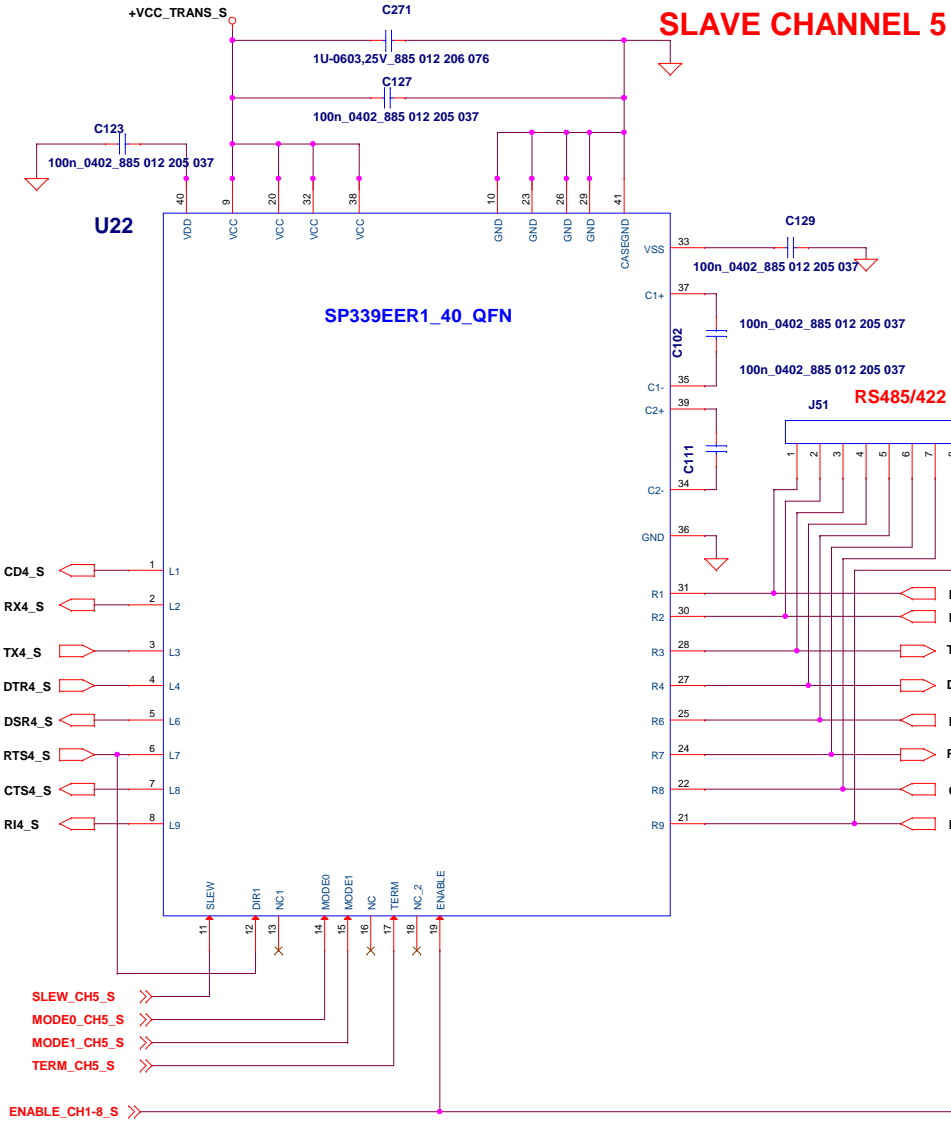 +VCC_TRANS_S
C271
SLAVE CHANNEL 5
1U-0603,25V_885 012 206 076
C127
100n_0402_885 012 205 037
C123
100n_0402_885 012 205 037
40
9
20
32
38
10
23
26
29
41
U22
VDD
VCC
VCC
VCC
VCC
GND
GND
GND
GND
CASEGND
C129
VSS
33
100n_0402_885 012 205 037
C1+
37
SP339EER1_40_QFN
C102
100n_0402_885 012 205 037
100n_0402_885 012 205 037
C1-
35
RS485/422
J51
C2+
39
1
2
3
4
5
6
7
C111
C2-
34
GND
36
CD4_S
1
L1
RX4_S
2
L2
TX4_S
3
L3
DTR4_S
4
L4
DSR4_S
5
L6
RTS4_S
6
L7
CTS4_S
7
L8
RI4_S
8
L9
R1
31
R2
30
R3
28
R4
27
R6
25
R7
24
R8
22
R9
21
SLEW
DIR1
NC1
MODE0
MODE1
NC
TERM
NC_2
ENABLE
11
12
13
14
15
16
17
18
19
SLEW_CH5_S
MODE0_CH5_S
MODE1_CH5_S
TERM_CH5_S
ENABLE_CH1-8_S